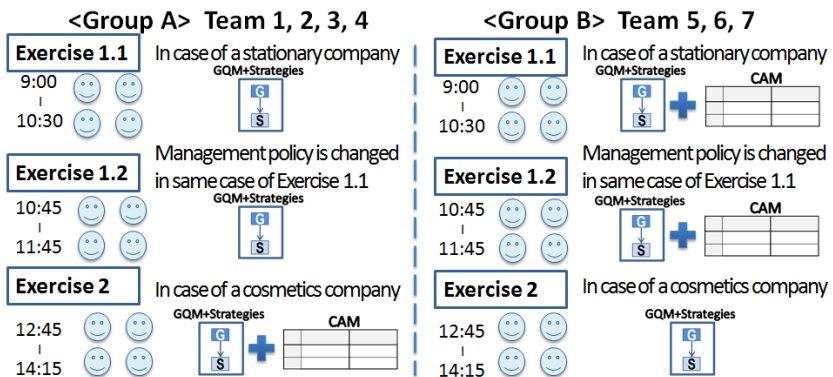 <Group A> Team 1, 2, 3, 4
Exercise 1.1
In case of a stationary company
GQM+Strategies
9:00
I
10:30
G
S
Exercise 1.2
Management policy is changed
in same case of Exercise 1.1
GQM+Strategies
10:45
I
11:45
G
S
Exercise 2
In case of a cosmetics company
GQM+Strategies
CAM
12:45
I
14:15
G
S
<Group B> Team 5, 6, 7
Exercise 1.1
In case of a stationary company
GQM+Strategies
CAM
9:00
I
10:30
G
S
Exercise 1.2
Management policy is changed
in same case of Exercise 1.1
GQM+Strategies
CAM
10:45
I
11:45
G
S
Exercise 2
In case of a cosmetics company
GQM+Strategies
12:45
I
14:15
G
S